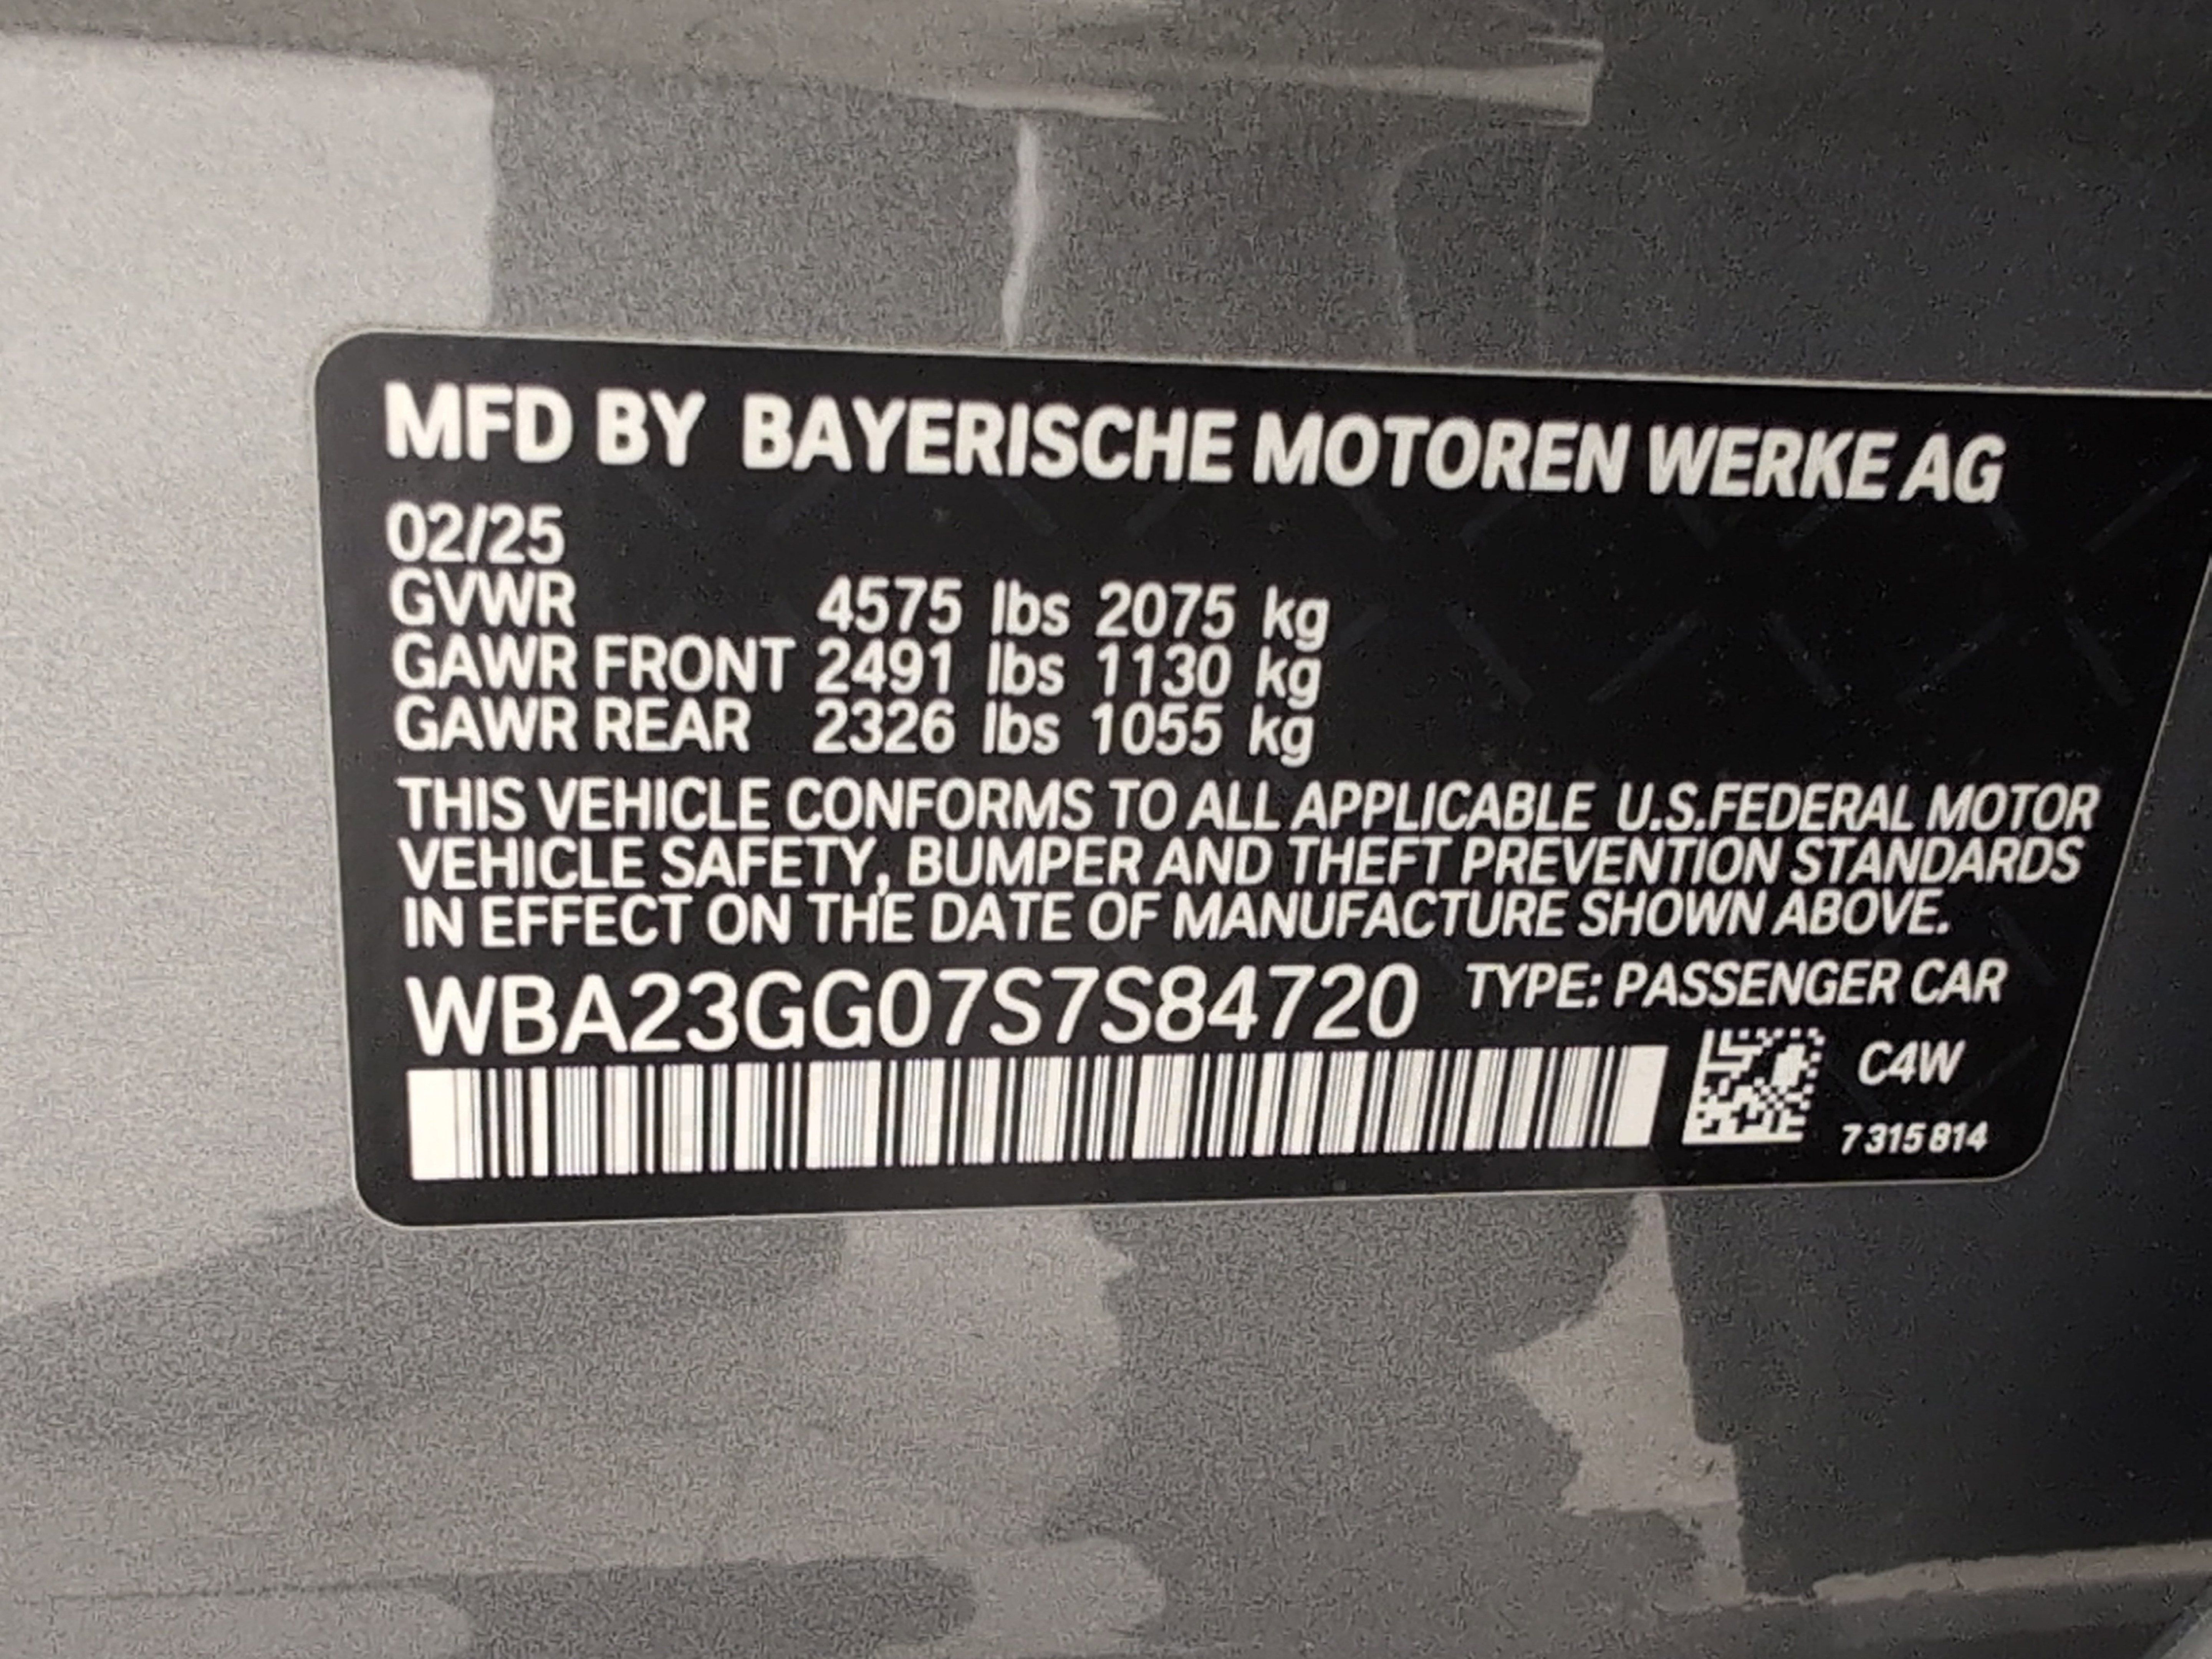 MFD BY BAYERISCHE MOTOREN WERKE AG
02/25
GVWR 4575 lbs 2075 kg
GAWR FRONT 2491 lbs 1130 kg
GAWR REAR 2326 lbs 1055 kg
THIS VEHICLE CONFORMS TO ALL APPLICABLE U.S.FEDERAL MOTOR
VEHICLE SAFETY, BUMPER AND THEFT PREVENTION STANDARDS
IN EFFECT ON THE DATE OF MANUFACTURE SHOWN ABOVE.
WBA23GG07S7S84720 TYPE: PASSENGER CAR
C4W
7 315 814